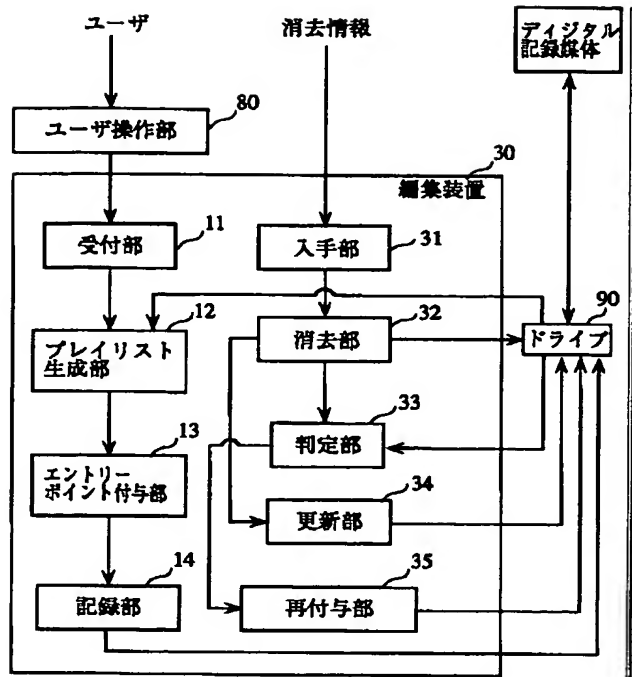 ユーザ
消去情報
ディジタル
記録媒体
80
ユーザ操作部
30
編集装置
11
受付部
31
入手部
12
プレイリスト
生成部
32
消去部
90
ドライブ
33
判定部
13
エントリー
ポイント付与部
34
更新部
14
記録部
35
再付与部